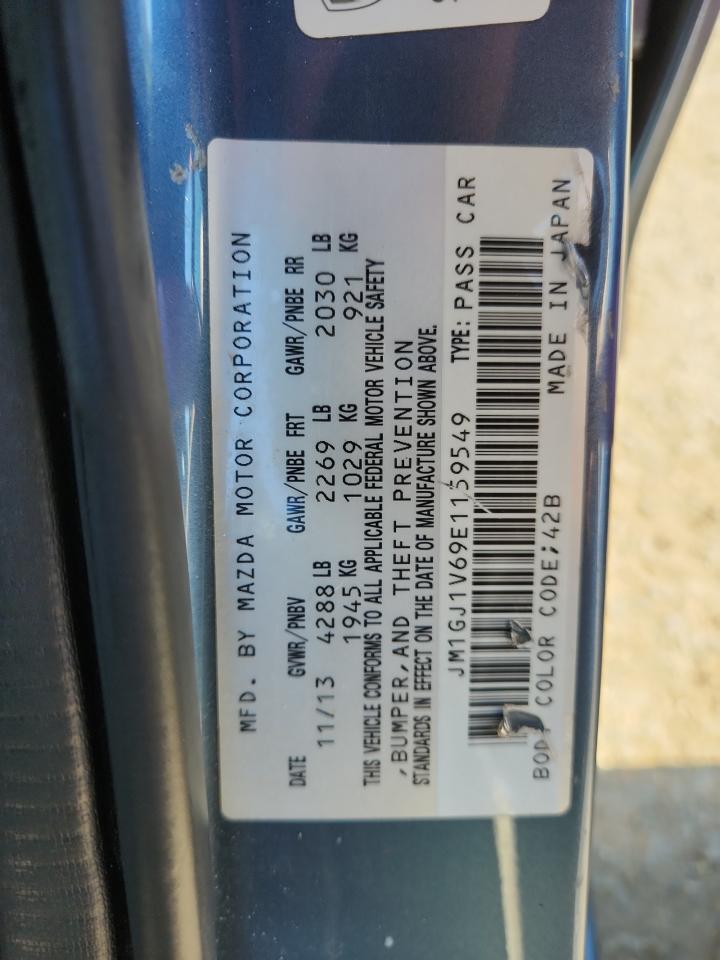 MFD. BY MAZDA MOTOR CORPORATION
DATE GVWR/PNBV GAWR/PNBE FRT GAWR/PNBE RR
11/13 4288 LB 2269 LB 2030 LB
1945 KG 1029 KG 921 KG
THIS VEHICLE CONFORMS TO ALL APPLICABLE FEDERAL MOTOR VEHICLE SAFETY
,BUMPER,AND THEFT PREVENTION
STANDARDS IN EFFECT ON THE DATE OF MANUFACTURE SHOWN ABOVE.
JM1GJ1V69E1159549 TYPE: PASS CAR
BODY COLOR CODE;42B MADE IN JAPAN